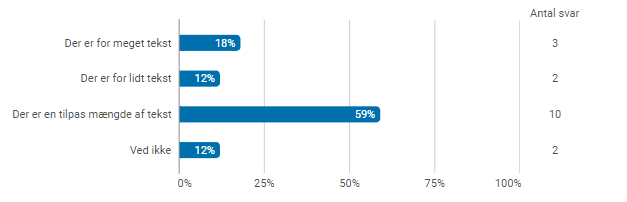 Antal svar
Der er for meget tekst 18% 3
Der er for lidt tekst 12% 2
Der er en tilpas mængde af tekst 59% 10
Ved ikke 12% 2
0% 25% 50% 75% 100%